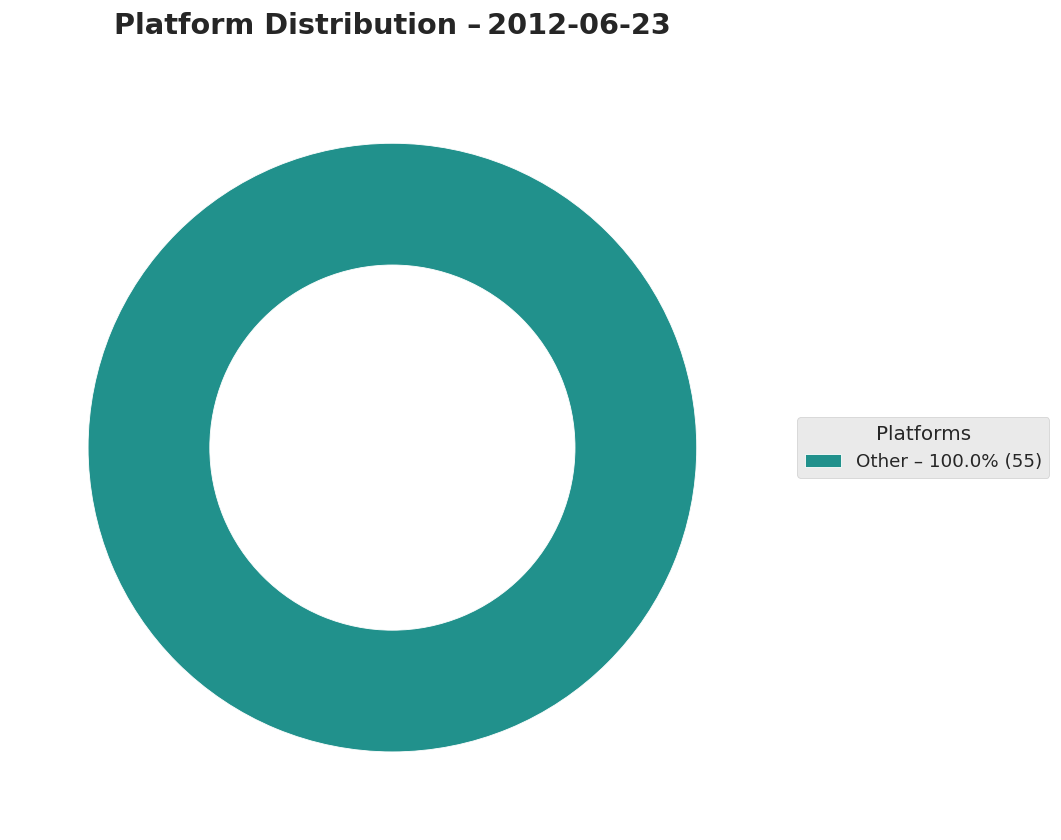 Platform Distribution – 2012-06-23
Platforms
Other – 100.0% (55)